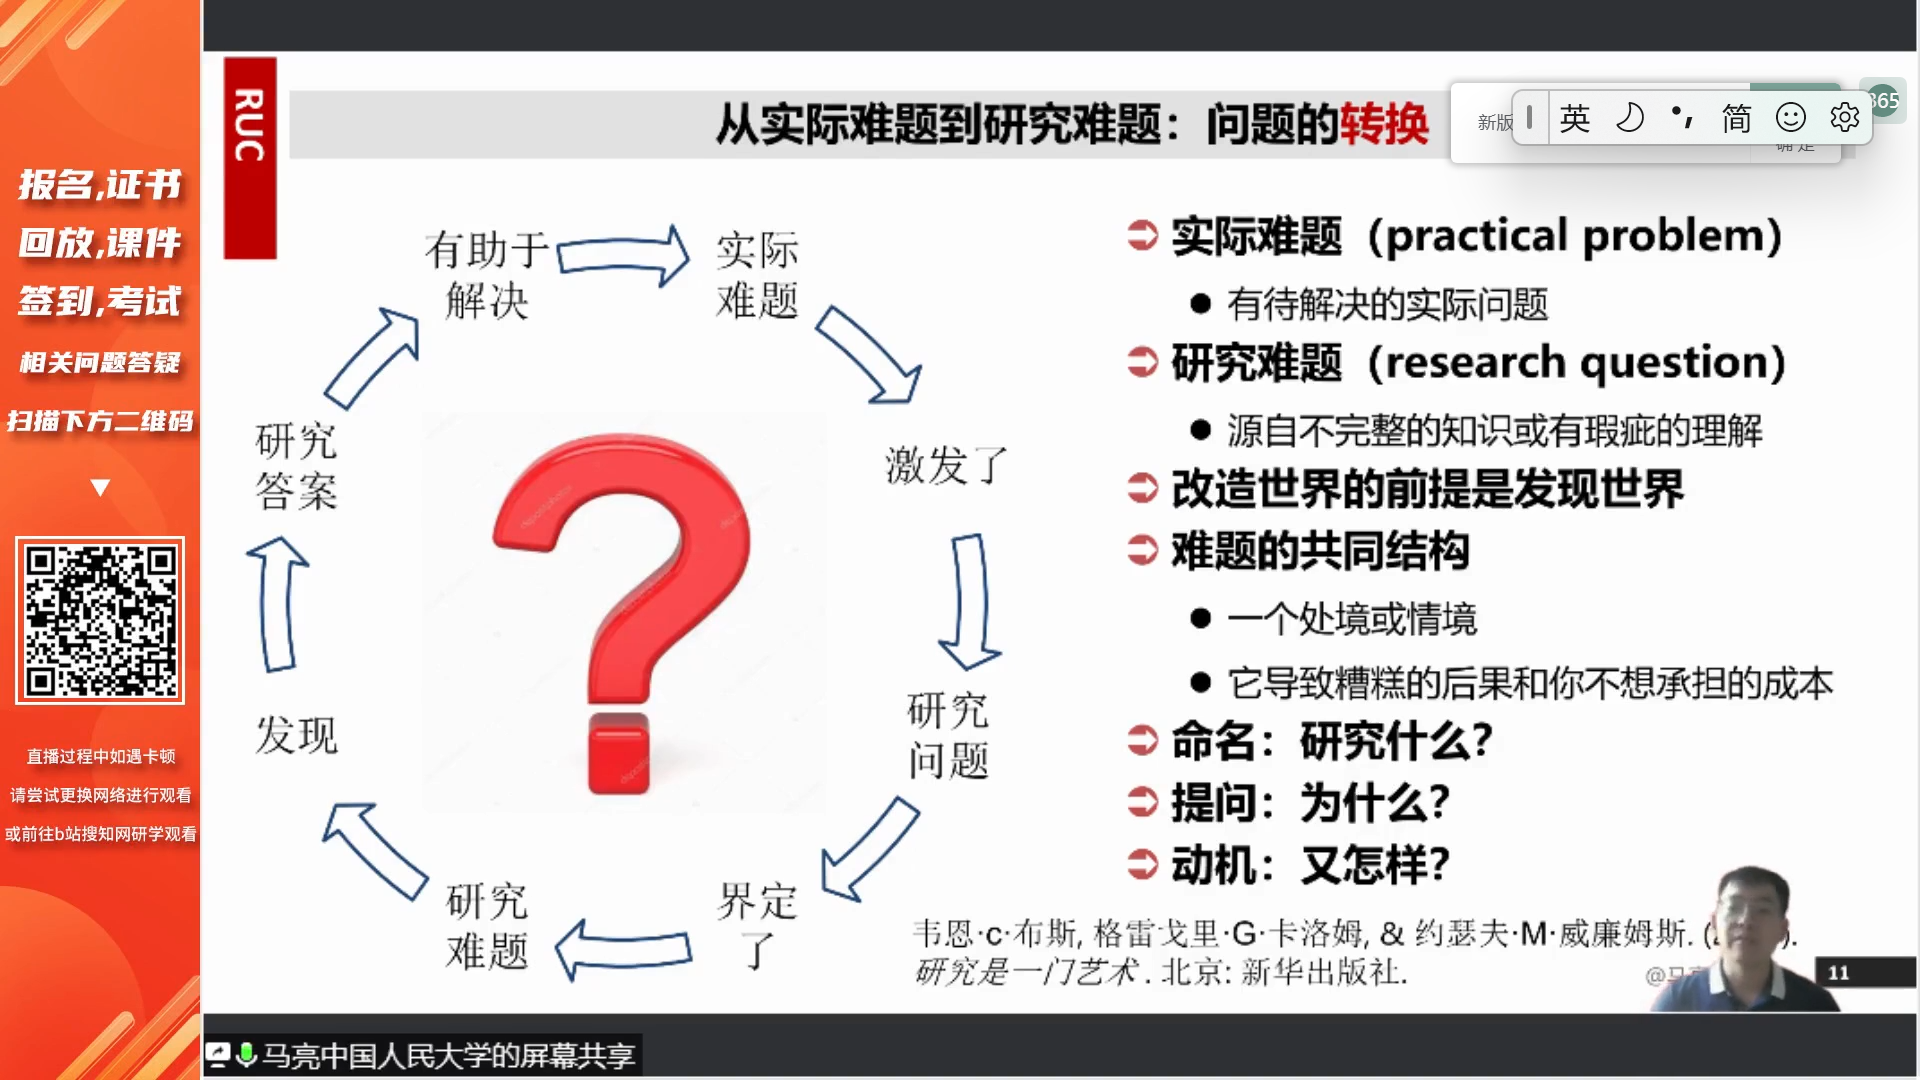 报名,证书
回放,课件
签到,考试
相关问题答疑
扫描下方二维码
直播过程中如遇卡顿
请尝试更换网络进行观看
或前往b站搜知网研学观看
RUC
从实际难题到研究难题：问题的转换
新版
英
简
365
确 定
有助于
解决
实际
难题
激发了
研究
问题
界定
了
研究
难题
发现
研究
答案
实际难题（practical problem）
有待解决的实际问题
研究难题（research question）
源自不完整的知识或有瑕疵的理解
改造世界的前提是发现世界
难题的共同结构
一个处境或情境
它导致糟糕的后果和你不想承担的成本
命名：研究什么？
提问：为什么？
动机：又怎样？
韦恩·c·布斯, 格雷戈里·G·卡洛姆, & 约瑟夫·M·威廉姆斯. ( ).
研究是一门艺术. 北京: 新华出版社.
@马
11
马亮中国人民大学的屏幕共享